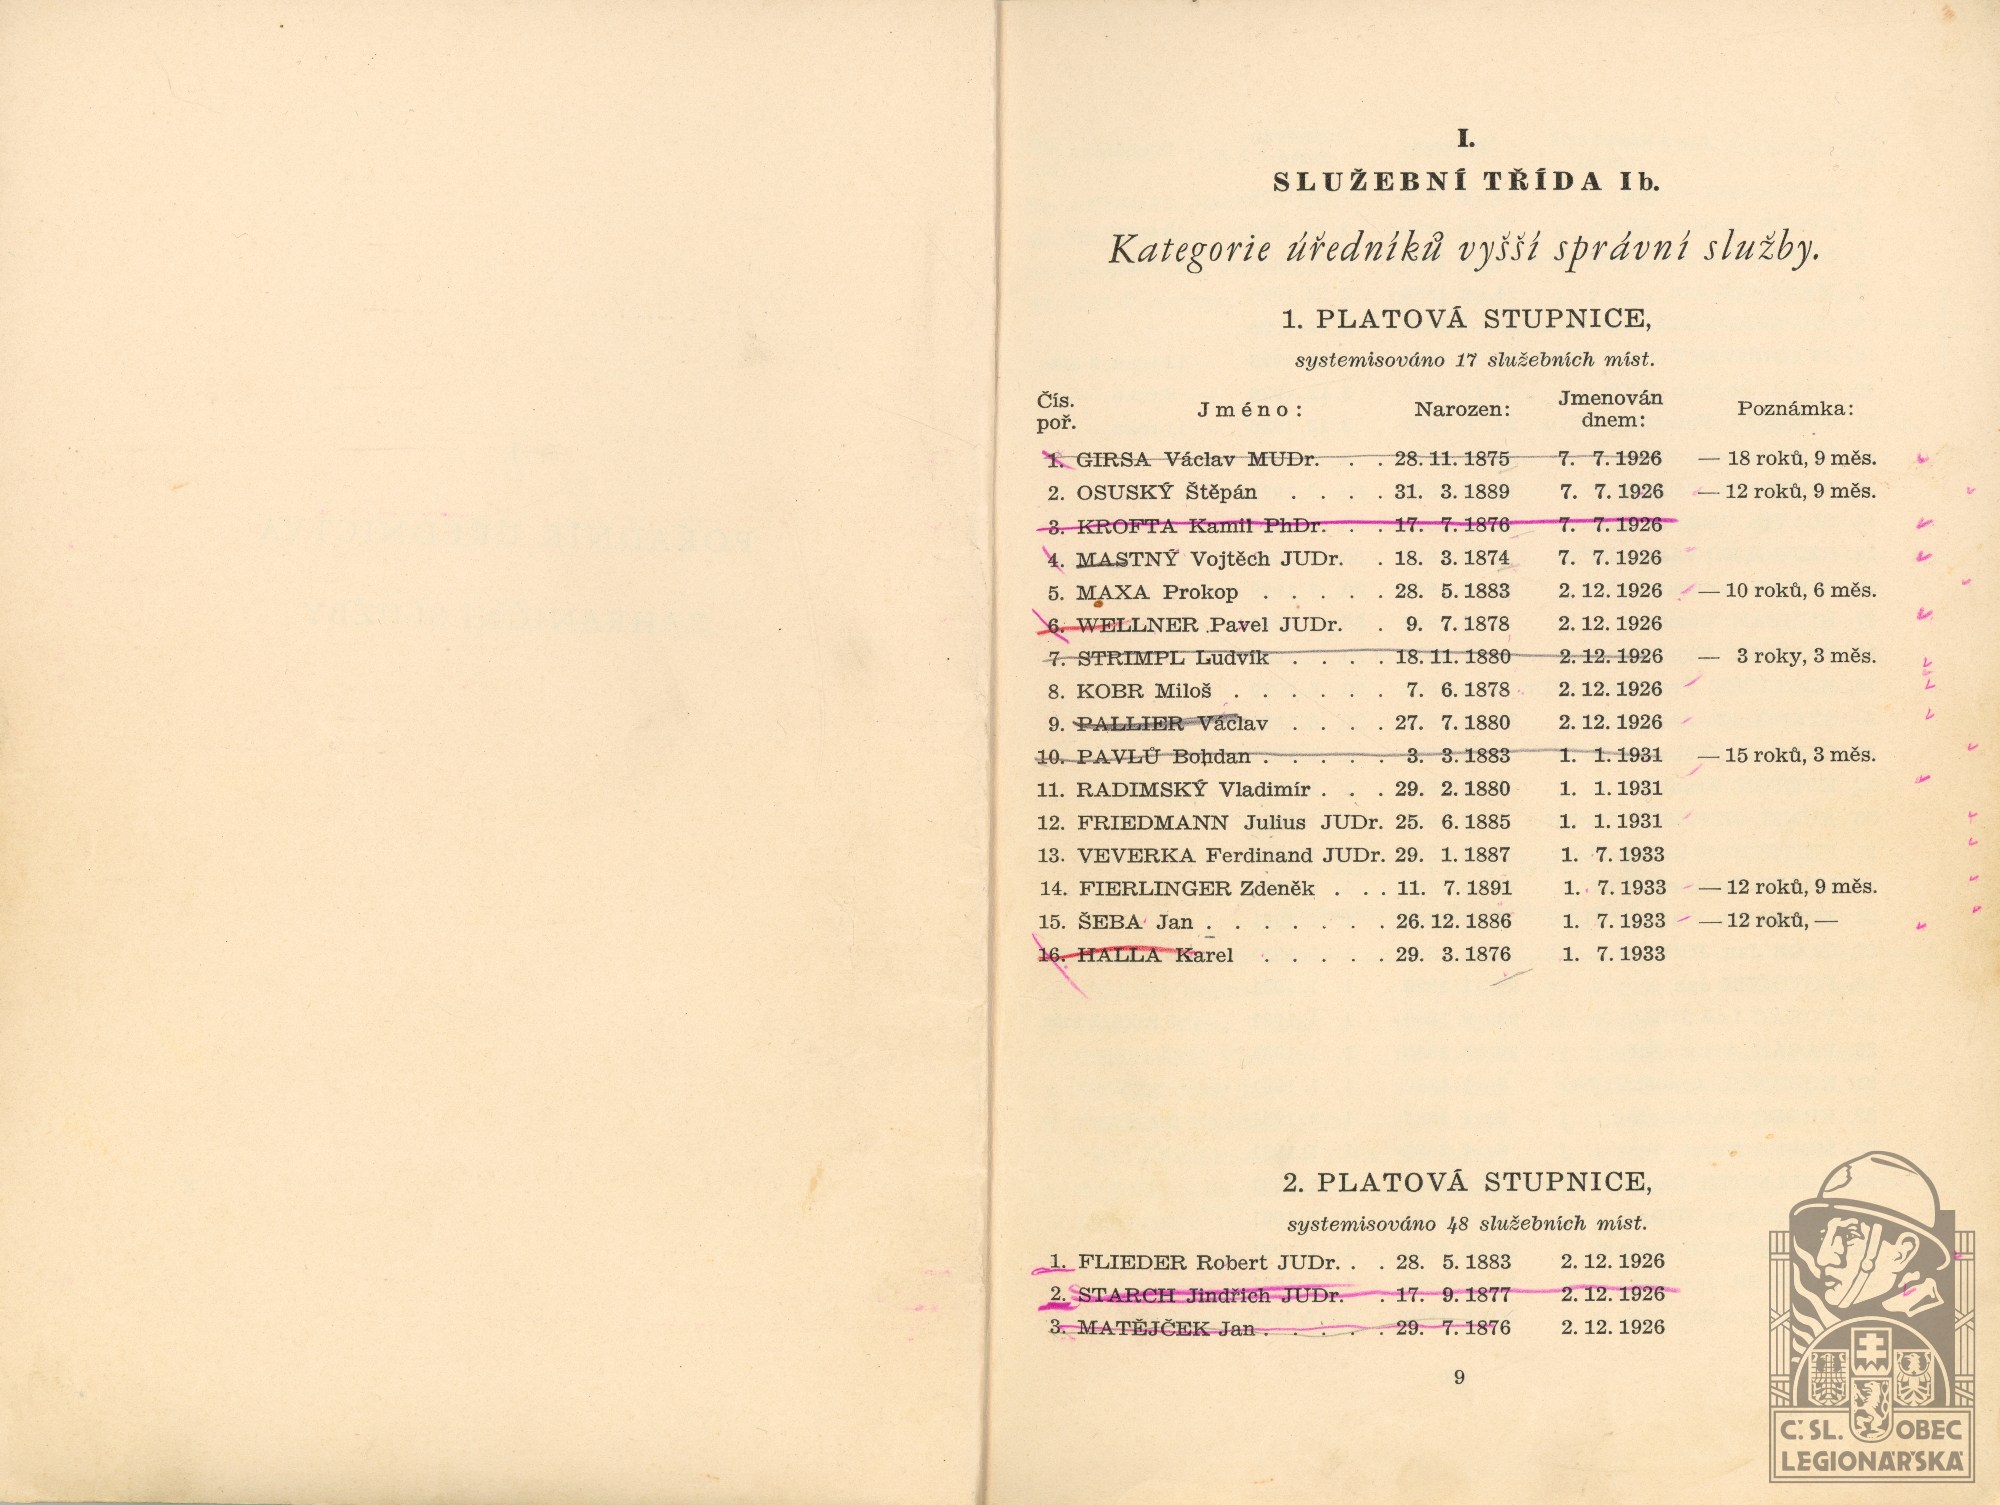 I.
SLUŽEBNÍ TŘÍDA Ib.
Kategorie úředníků vyšší správní služby.
1. PLATOVÁ STUPNICE,
systemisováno 17 služebních míst.
Čís. poř. Jméno: Narozen: Jmenován dnem: Poznámka:
1. GIRSA Václav MUDr. . . 28. 11. 1875 7. 7. 1926 — 18 roků, 9 měs.
2. OSUSKÝ Štěpán . . . . 31. 3. 1889 7. 7. 1926 — 12 roků, 9 měs.
3. KROFTA Kamil PhDr. . . 17. 7. 1876 7. 7. 1926
4. MASTNÝ Vojtěch JUDr. . 18. 3. 1874 7. 7. 1926
5. MAXA Prokop . . . . . 28. 5. 1883 2. 12. 1926 — 10 roků, 6 měs.
6. WELLNER Pavel JUDr. . 9. 7. 1878 2. 12. 1926
7. STRIMPL Ludvík . . . . 18. 11. 1880 2. 12. 1926 — 3 roky, 3 měs.
8. KOBR Miloš . . . . . . 7. 6. 1878 2. 12. 1926
9. PALLIER Václav . . . . 27. 7. 1880 2. 12. 1926
10. PAVLŮ Bohdan . . . . . 3. 3. 1883 1. 1. 1931 — 15 roků, 3 měs.
11. RADIMSKÝ Vladimír . . . 29. 2. 1880 1. 1. 1931
12. FRIEDMANN Julius JUDr. 25. 6. 1885 1. 1. 1931
13. VEVERKA Ferdinand JUDr. 29. 1. 1887 1. 7. 1933
14. FIERLINGER Zdeněk . . . 11. 7. 1891 1. 7. 1933 — 12 roků, 9 měs.
15. ŠEBA Jan . . . . . . . 26. 12. 1886 1. 7. 1933 — 12 roků, —
16. HALLA Karel . . . . . 29. 3. 1876 1. 7. 1933
2. PLATOVÁ STUPNICE,
systemisováno 48 služebních míst.
1. FLIEDER Robert JUDr. . . 28. 5. 1883 2. 12. 1926
2. STARCH Jindřich JUDr. . 17. 9. 1877 2. 12. 1926
3. MATĚJČEK Jan . . . . . 29. 7. 1876 2. 12. 1926
9
Č. SL. OBEC
LEGIONÁŘSKÁ